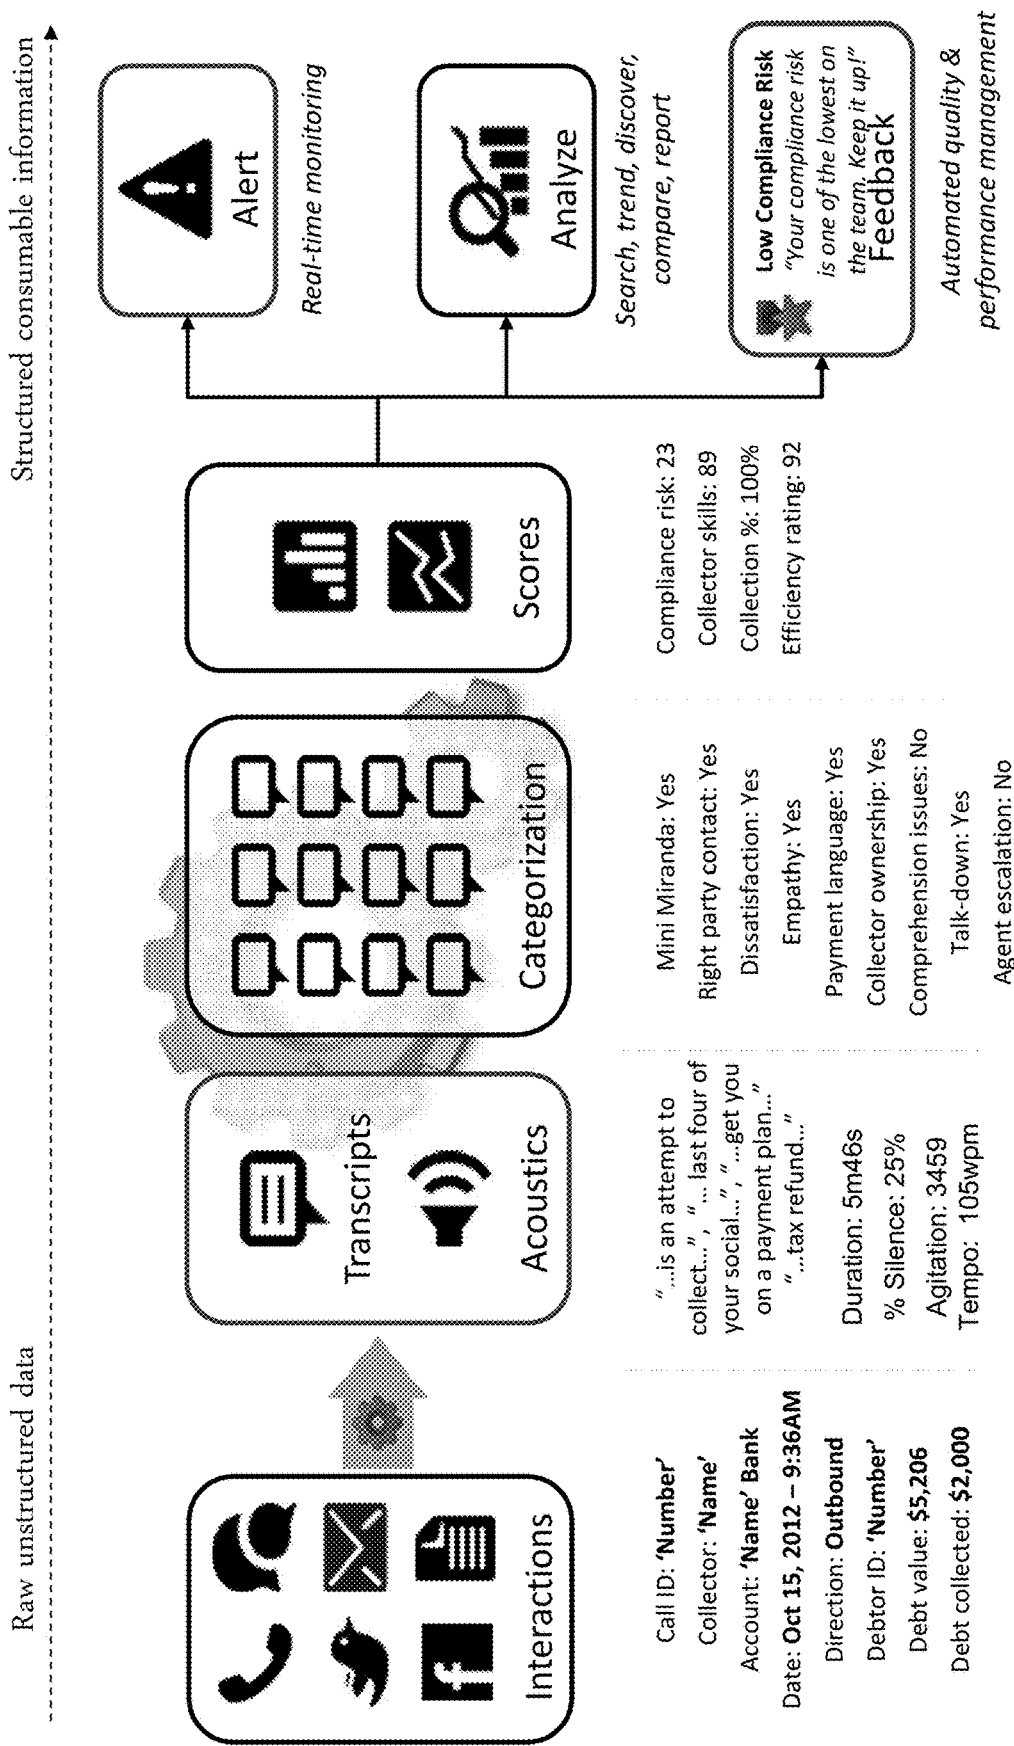 Raw unstructured data
Structured consumable information
Interactions
Call ID: ‘Number’
Collector: ‘Name’
Account: ‘Name’ Bank
Date: Oct 15, 2012 – 9:36AM
Direction: Outbound
Debtor ID: ‘Number’
Debt value: $5,206
Debt collected: $2,000
Transcripts
Acoustics
“...is an attempt to
collect...”, “... last four of
your social...”, “...get you
on a payment plan...”
“...tax refund...”
Duration: 5m46s
% Silence: 25%
Agitation: 3459
Tempo: 105wpm
Categorization
Mini Miranda: Yes
Right party contact: Yes
Dissatisfaction: Yes
Empathy: Yes
Payment language: Yes
Collector ownership: Yes
Comprehension issues: No
Talk-down: Yes
Agent escalation: No
Scores
Compliance risk: 23
Collector skills: 89
Collection %: 100%
Efficiency rating: 92
Alert
Real-time monitoring
Analyze
Search, trend, discover,
compare, report
Low Compliance Risk
“Your compliance risk
is one of the lowest on
the team. Keep it up!”
Feedback
Automated quality &
performance management